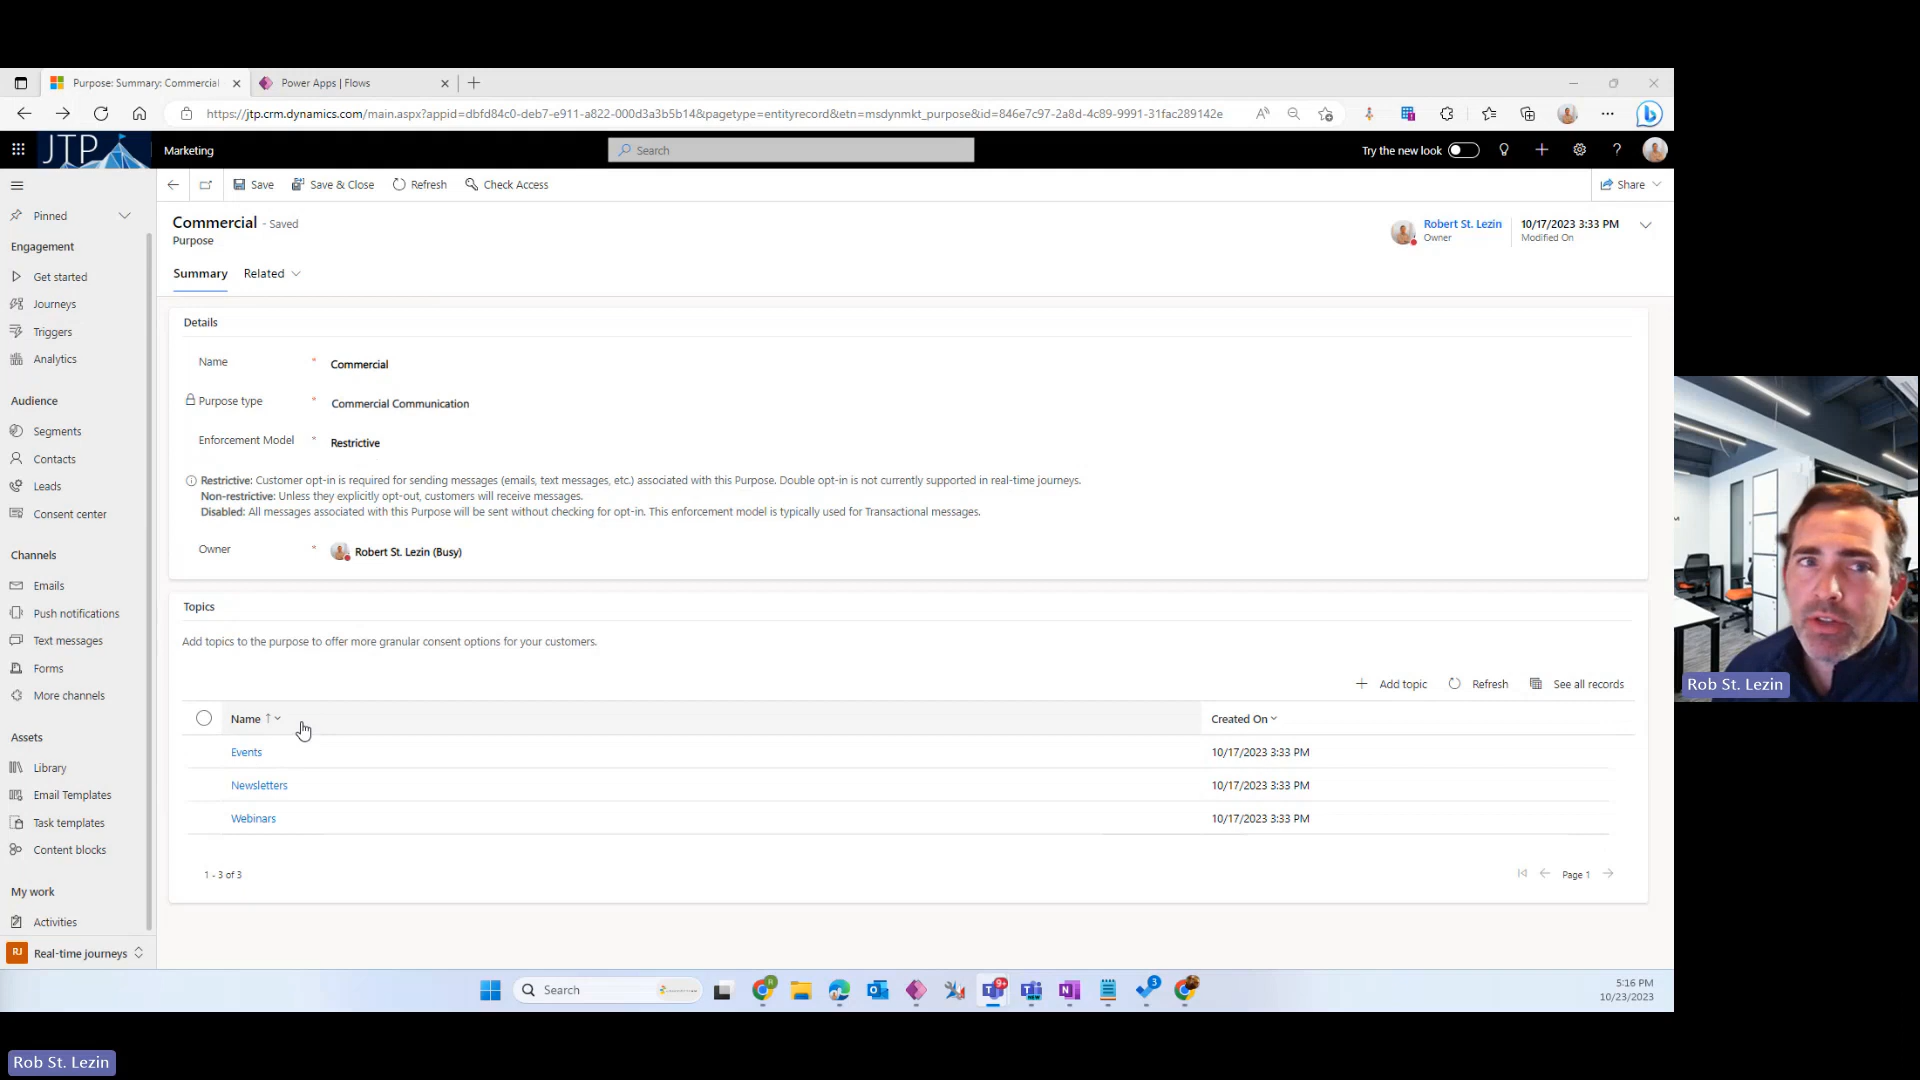 Purpose: Summary: Commercial
Power Apps | Flows
https://jtp.crm.dynamics.com/main.aspx?appid=dbfd84c0-deb7-e911-a822-000d3a3b5b14&pagetype=entityrecord&etn=msdynmkt_purpose&id=846e7c97-2a8d-4c89-9991-31fac289142e
JTP
Marketing
Search
Try the new look
Save
Save & Close
Refresh
Check Access
Share
Pinned
Engagement
Get started
Journeys
Triggers
Analytics
Audience
Segments
Contacts
Leads
Consent center
Channels
Emails
Push notifications
Text messages
Forms
More channels
Assets
Library
Email Templates
Task templates
Content blocks
My work
Activities
RJ Real-time journeys
Commercial - Saved
Purpose
Robert St. Lezin
Owner
10/17/2023 3:33 PM
Modified On
Summary
Related
Details
Name * Commercial
Purpose type * Commercial Communication
Enforcement Model * Restrictive
Restrictive: Customer opt-in is required for sending messages (emails, text messages, etc.) associated with this Purpose. Double opt-in is not currently supported in real-time journeys.
Non-restrictive: Unless they explicitly opt-out, customers will receive messages.
Disabled: All messages associated with this Purpose will be sent without checking for opt-in. This enforcement model is typically used for Transactional messages.
Owner * Robert St. Lezin (Busy)
Topics
Add topics to the purpose to offer more granular consent options for your customers.
Add topic
Refresh
See all records
Name ↑
Created On
Events 10/17/2023 3:33 PM
Newsletters 10/17/2023 3:33 PM
Webinars 10/17/2023 3:33 PM
1 - 3 of 3
Page 1
Search
9+
NEW
3
5:16 PM
10/23/2023
Rob St. Lezin
Rob St. Lezin